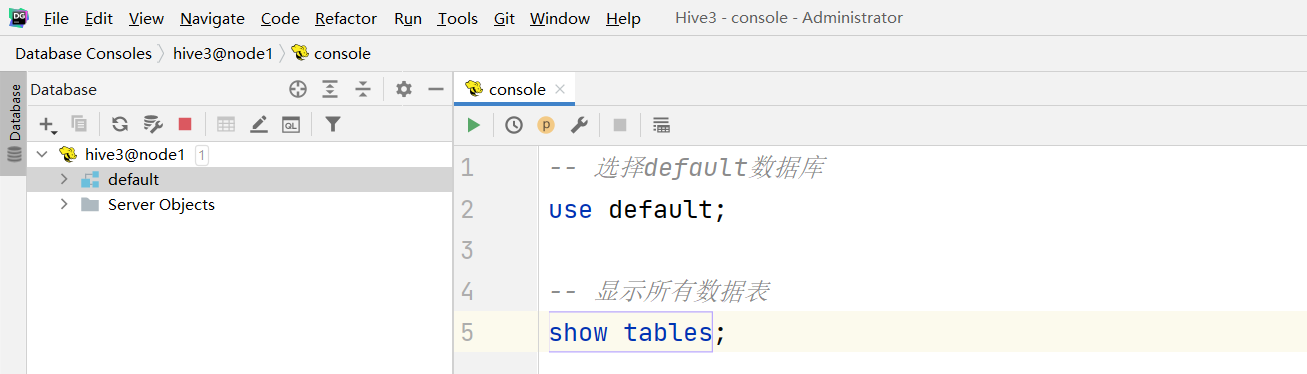 DG File Edit View Navigate Code Refactor Run Tools Git Window Help Hive3 - console - Administrator
Database Consoles hive3@node1 console
Database
Database
console
QL
p
hive3@node1 1
default
Server Objects
1 -- 选择default数据库
2 use default;
3
4 -- 显示所有数据表
5 show tables;